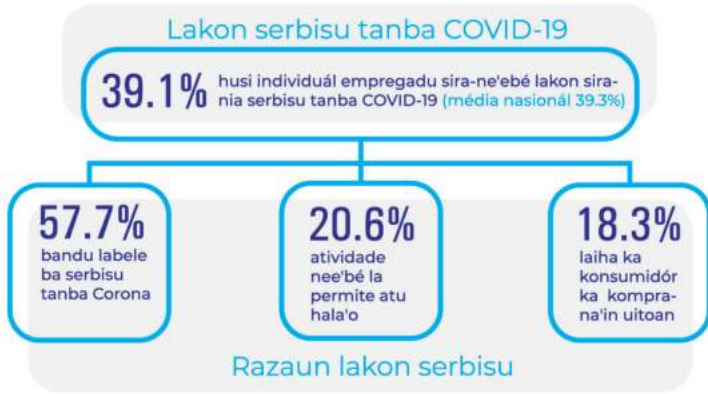 Lakon serbisu tanba COVID-19
39.1% husi individuál empregadu sira-ne'ebé lakon sira-
nia serbisu tanba COVID-19 (média nasionál 39.3%)
57.7%
bandu labele
ba serbisu
tanba Corona
20.6%
atividade
nee'bé la
permite atu
hala'o
18.3%
laiha ka
konsumidór
ka kompra-
na'in uitoan
Razaun lakon serbisu